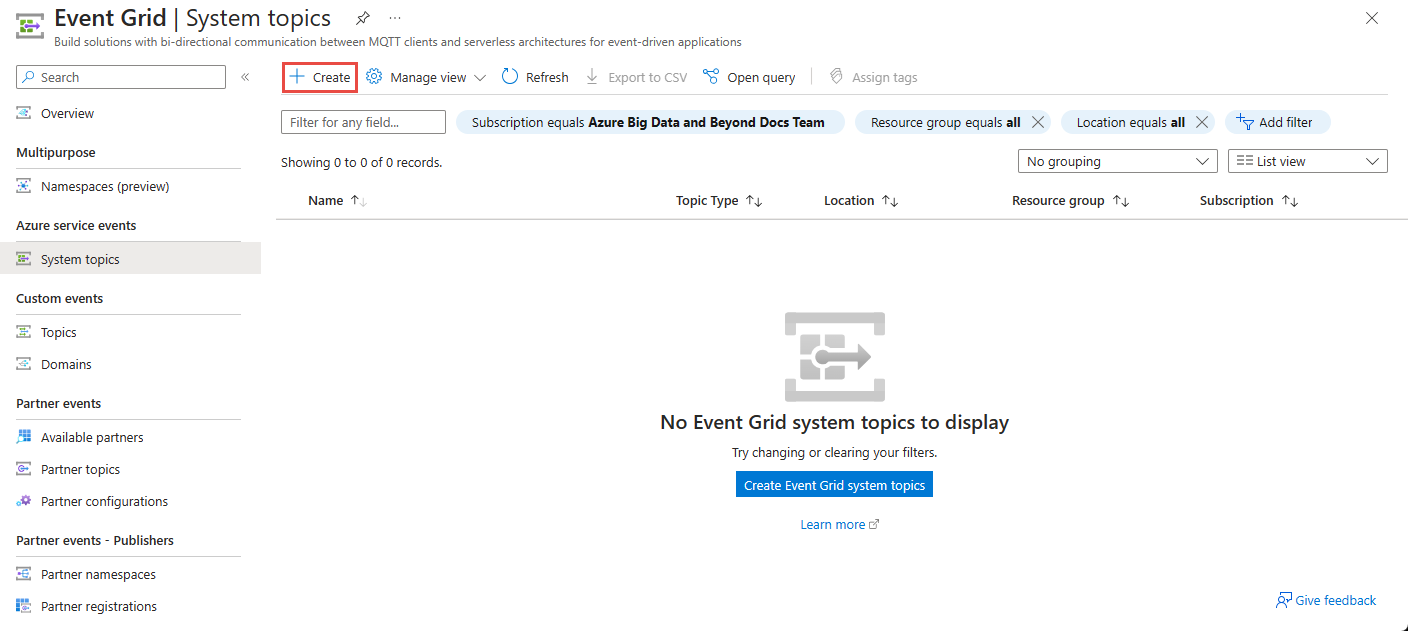 Event Grid | System topics ...
Build solutions with bi-directional communication between MQTT clients and serverless architectures for event-driven applications
Search «
Create Manage view Refresh Export to CSV Open query Assign tags
Overview
Multipurpose
Namespaces (preview)
Azure service events
System topics
Custom events
Topics
Domains
Partner events
Available partners
Partner topics
Partner configurations
Partner events - Publishers
Partner namespaces
Partner registrations
Filter for any field... Subscription equals Azure Big Data and Beyond Docs Team Resource group equals all Location equals all Add filter
Showing 0 to 0 of 0 records. No grouping List view
Name Topic Type Location Resource group Subscription
No Event Grid system topics to display
Try changing or clearing your filters.
Create Event Grid system topics
Learn more
Give feedback